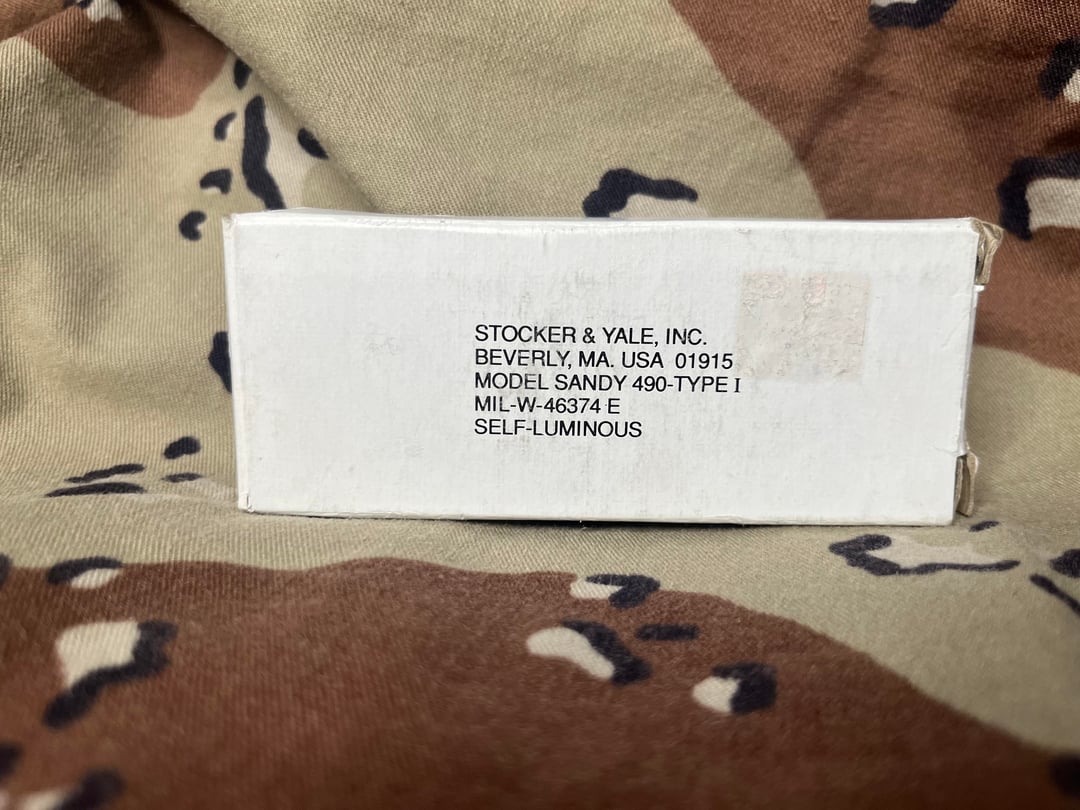 STOCKER & YALE, INC.
BEVERLY, MA. USA 01915
MODEL SANDY 490-TYPE I
MIL-W-46374 E
SELF-LUMINOUS